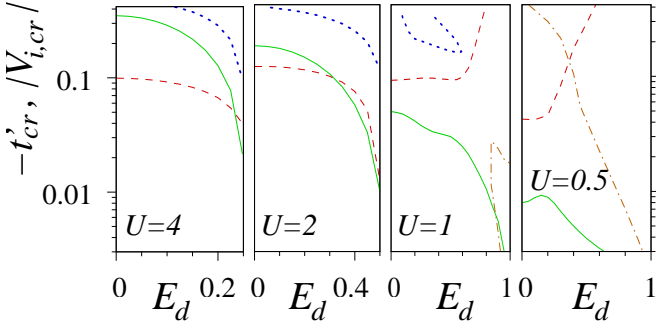 −t'cr, |Vi,cr|
0.1
0.01
U=4
U=2
U=1
U=0.5
0 0.2 0 0.4 0 1 0 1
Ed Ed Ed Ed